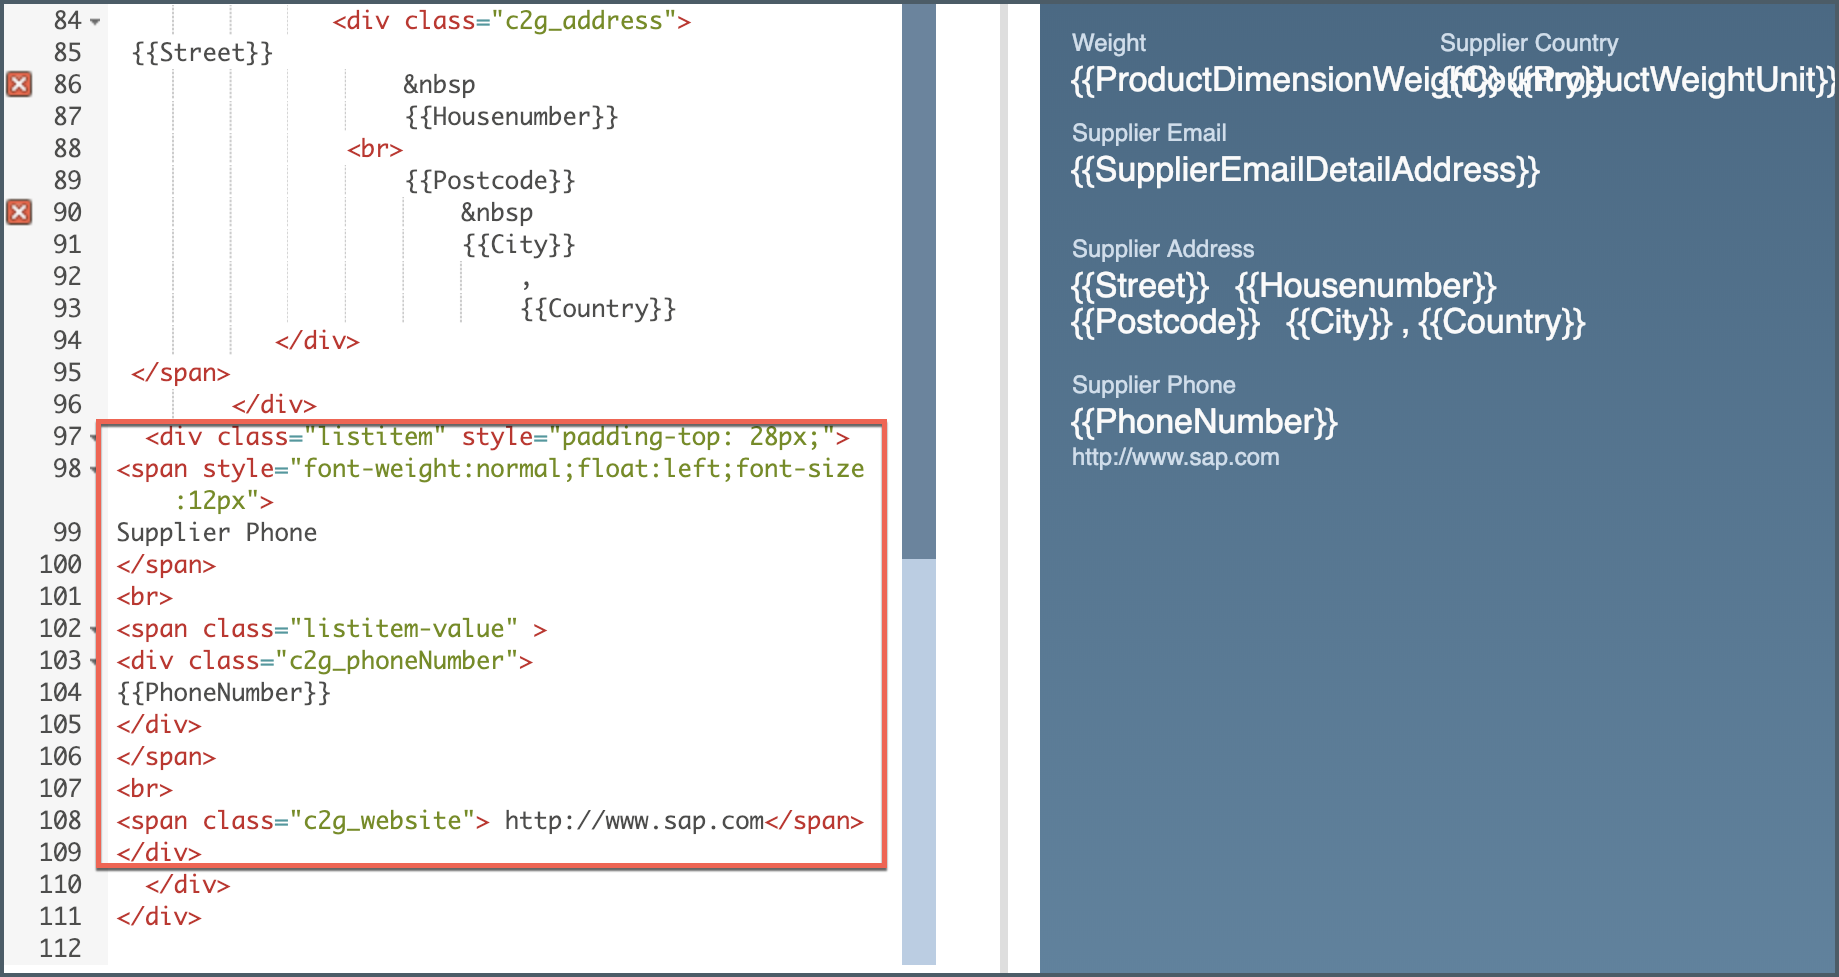 84 <div class="c2g_address">
85 {{Street}}
86 &nbsp
87 {{Housenumber}}
88 <br>
89 {{Postcode}}
90 &nbsp
91 {{City}}
92 ,
93 {{Country}}
94 </div>
95 </span>
96 </div>
97 <div class="listitem" style="padding-top: 28px;">
98 <span style="font-weight:normal;float:left;font-size
:12px">
99 Supplier Phone
100 </span>
101 <br>
102 <span class="listitem-value" >
103 <div class="c2g_phoneNumber">
104 {{PhoneNumber}}
105 </div>
106 </span>
107 <br>
108 <span class="c2g_website"> http://www.sap.com</span>
109 </div>
110 </div>
111 </div>
112
Weight
{{ProductDimensionWeight}} {{ProductWeightUnit}}
Supplier Country
{{Country}}
Supplier Email
{{SupplierEmailDetailAddress}}
Supplier Address
{{Street}} {{Housenumber}}
{{Postcode}} {{City}} , {{Country}}
Supplier Phone
{{PhoneNumber}}
http://www.sap.com